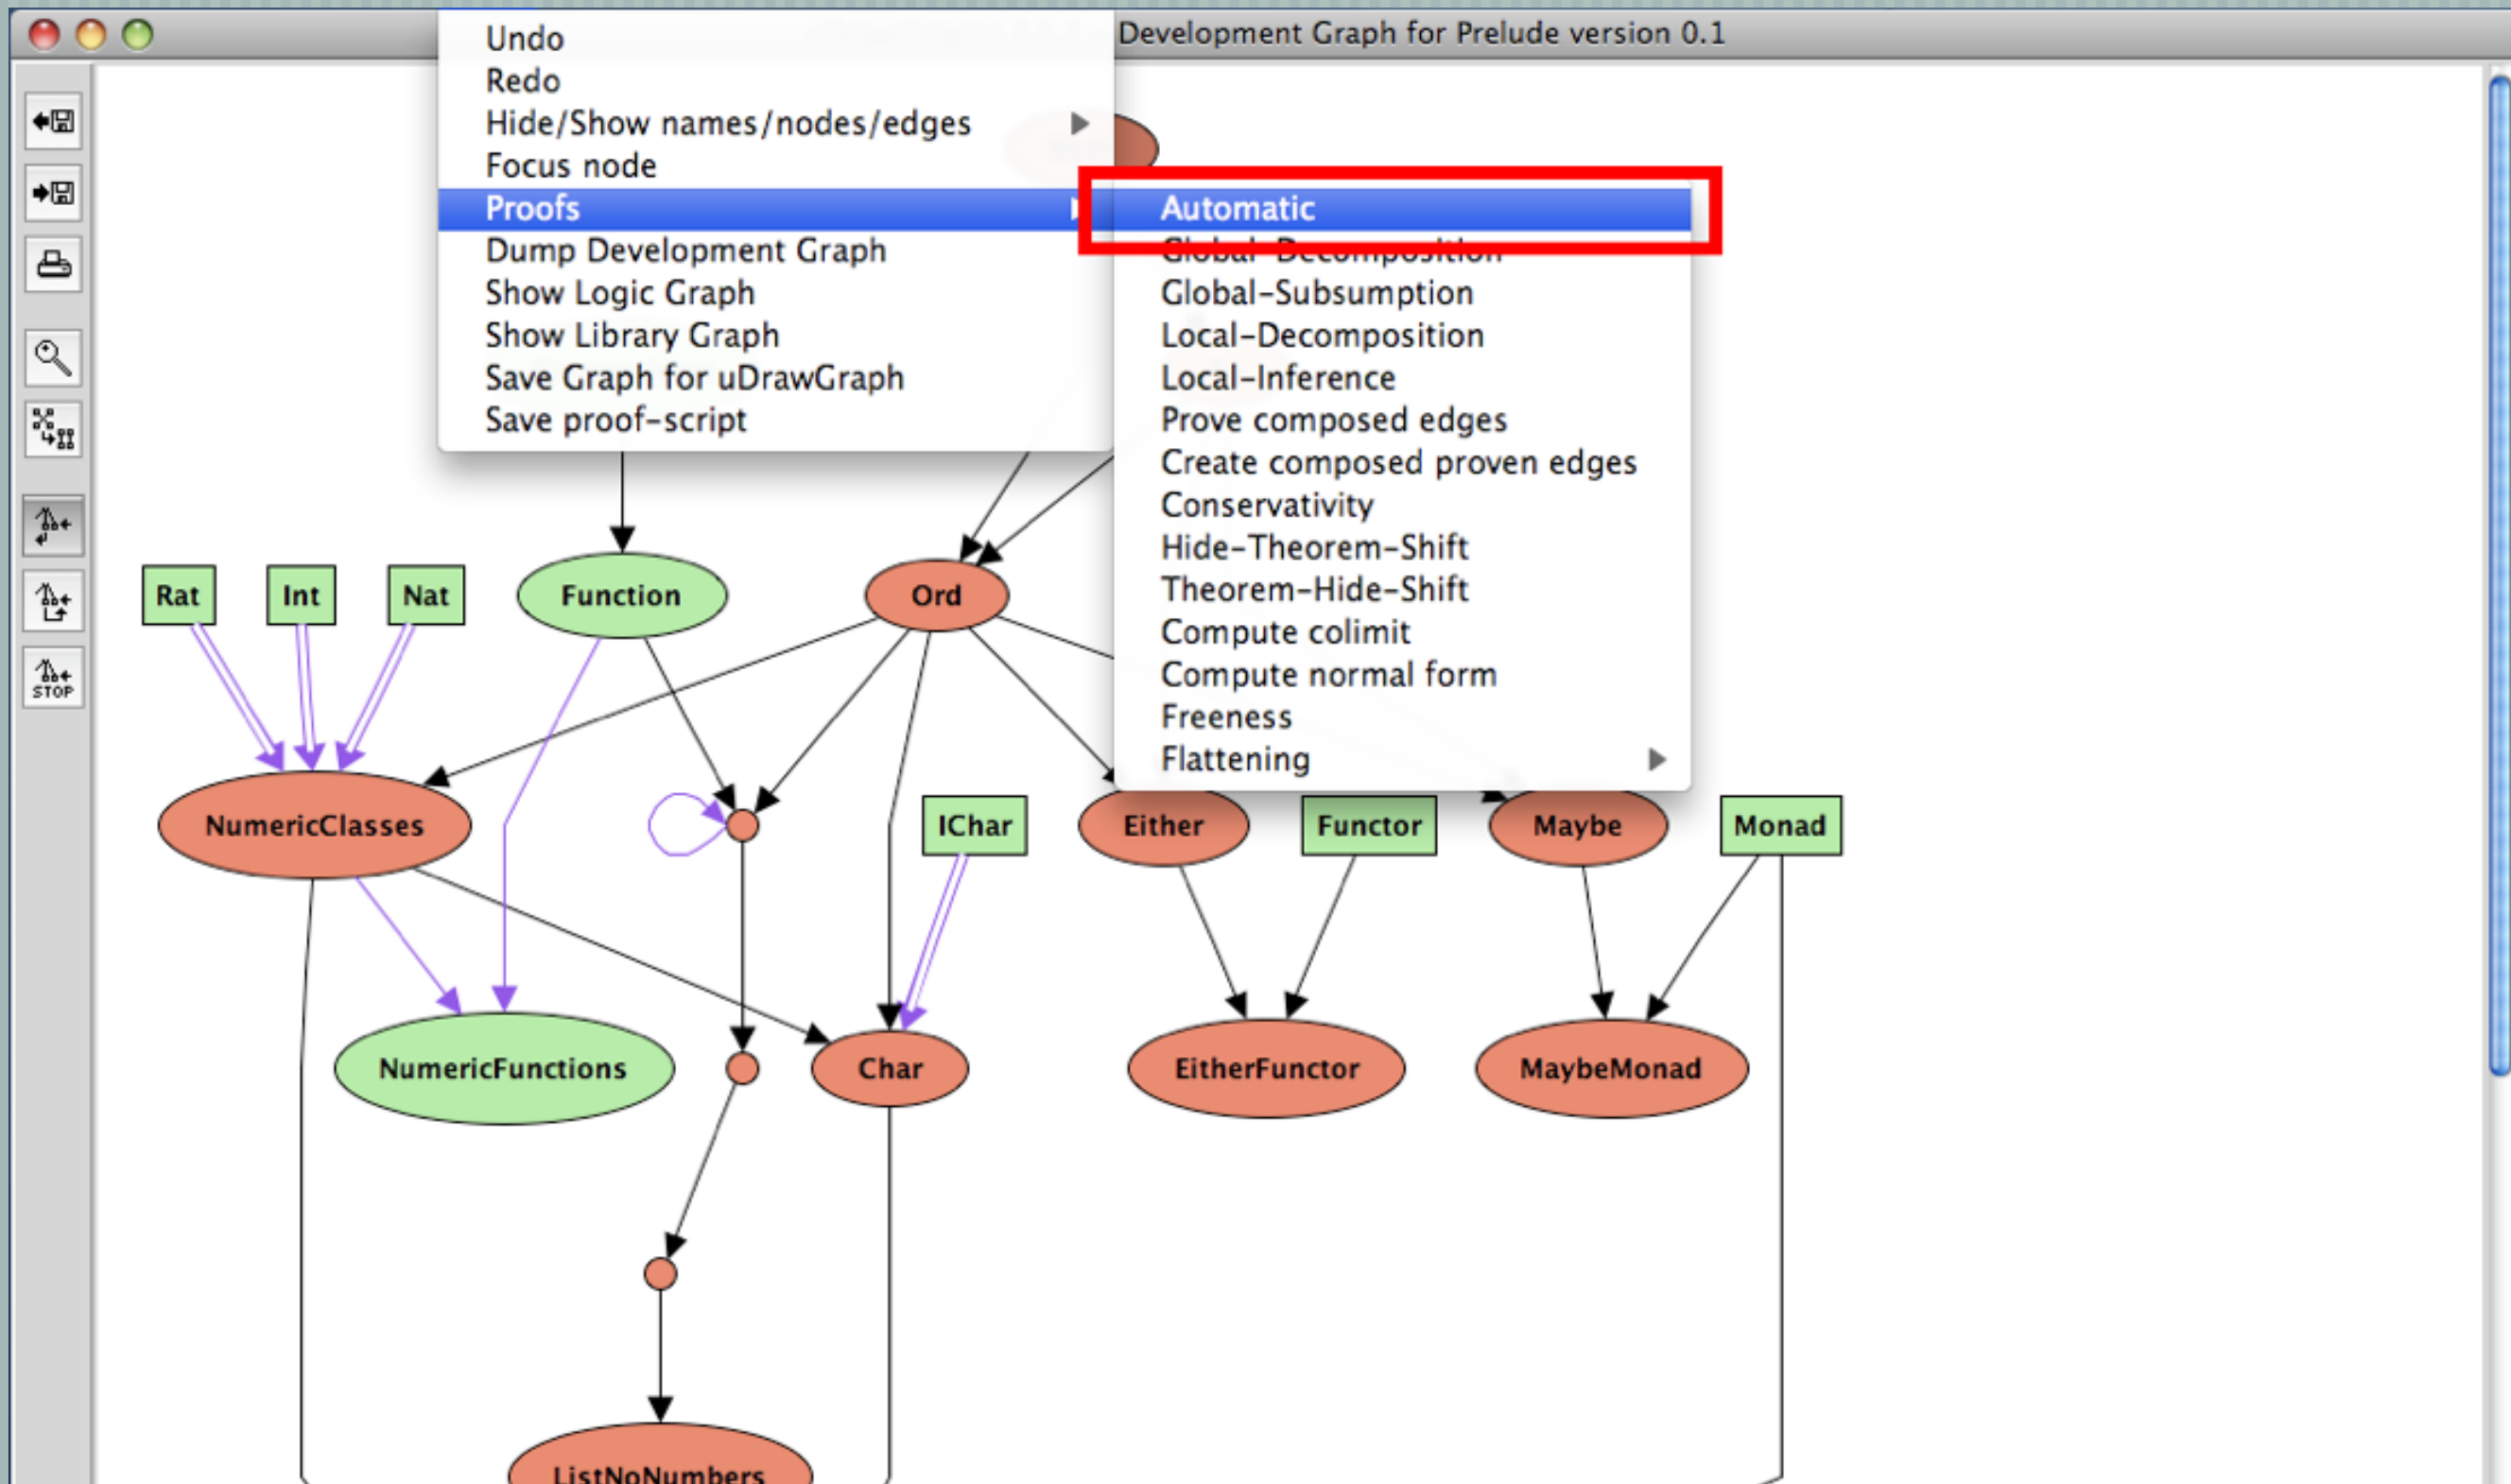 Development Graph for Prelude version 0.1
Undo
Redo
Hide/Show names/nodes/edges
Focus node
Proofs
Dump Development Graph
Show Logic Graph
Show Library Graph
Save Graph for uDrawGraph
Save proof-script
Automatic
Global-Decomposition
Global-Subsumption
Local-Decomposition
Local-Inference
Prove composed edges
Create composed proven edges
Conservativity
Hide-Theorem-Shift
Theorem-Hide-Shift
Compute colimit
Compute normal form
Freeness
Flattening
STOP
Rat Int Nat Function Ord
NumericClasses IChar Either Functor Maybe Monad
NumericFunctions Char EitherFunctor MaybeMonad
ListNoNumbers